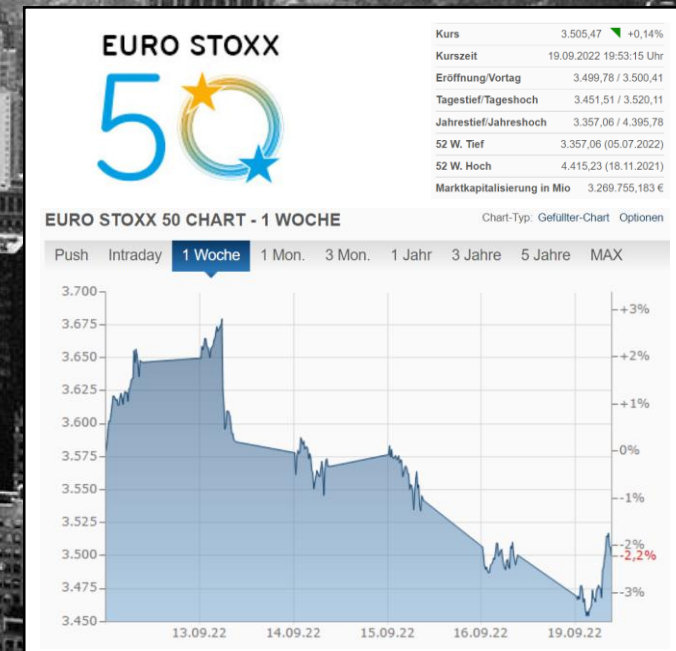 EURO STOXX
50
Kurs 3.505,47 +0,14%
Kurszeit 19.09.2022 19:53:15 Uhr
Eröffnung/Vortag 3.499,78 / 3.500,41
Tagestief/Tageshoch 3.451,51 / 3.520,11
Jahrestief/Jahreshoch 3.357,06 / 4.395,78
52 W. Tief 3.357,06 (05.07.2022)
52 W. Hoch 4.415,23 (18.11.2021)
Marktkapitalisierung in Mio 3.269.755,183 €
EURO STOXX 50 CHART - 1 WOCHE
Chart-Typ: Gefüllter-Chart Optionen
Push Intraday 1 Woche 1 Mon. 3 Mon. 1 Jahr 3 Jahre 5 Jahre MAX
3.700
3.675
3.650
3.625
3.600
3.575
3.550
3.525
3.500
3.475
3.450
+3%
+2%
+1%
0%
-1%
-2%
-2,2%
-3%
13.09.22 14.09.22 15.09.22 16.09.22 19.09.22